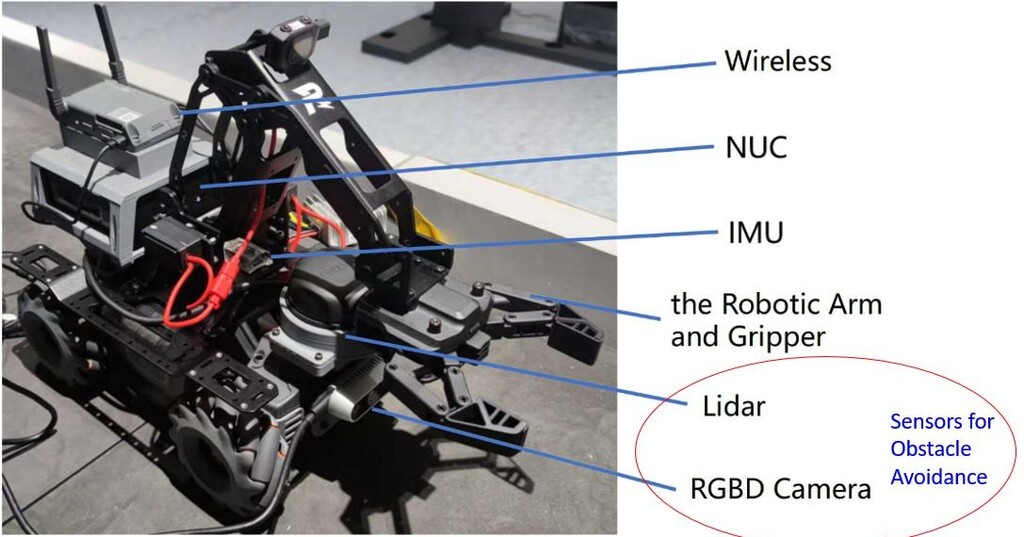 Wireless
NUC
IMU
the Robotic Arm
and Gripper
Lidar
Sensors for
Obstacle
Avoidance
RGBD Camera